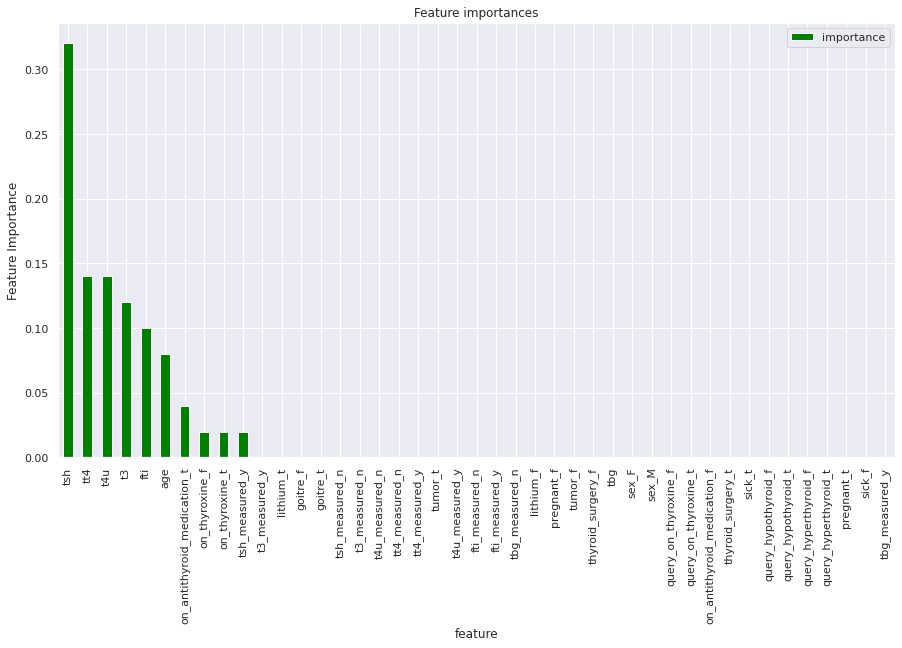 Feature importances
importance
Feature Importance
0.30
0.25
0.20
0.15
0.10
0.05
0.00
tsh
tt4
t4u
t3
fti
age
on_antithyroid_medication_t
on_thyroxine_f
on_thyroxine_t
tsh_measured_y
t3_measured_y
lithium_t
goitre_f
goitre_t
tsh_measured_n
t3_measured_n
t4u_measured_n
tt4_measured_n
tt4_measured_y
tumor_t
t4u_measured_y
fti_measured_n
fti_measured_y
tbg_measured_n
lithium_f
pregnant_f
tumor_f
thyroid_surgery_f
tbg
sex_F
sex_M
query_on_thyroxine_f
query_on_thyroxine_t
on_antithyroid_medication_f
thyroid_surgery_t
sick_t
query_hypothyroid_f
query_hypothyroid_t
query_hyperthyroid_f
query_hyperthyroid_t
pregnant_t
sick_f
tbg_measured_y
feature